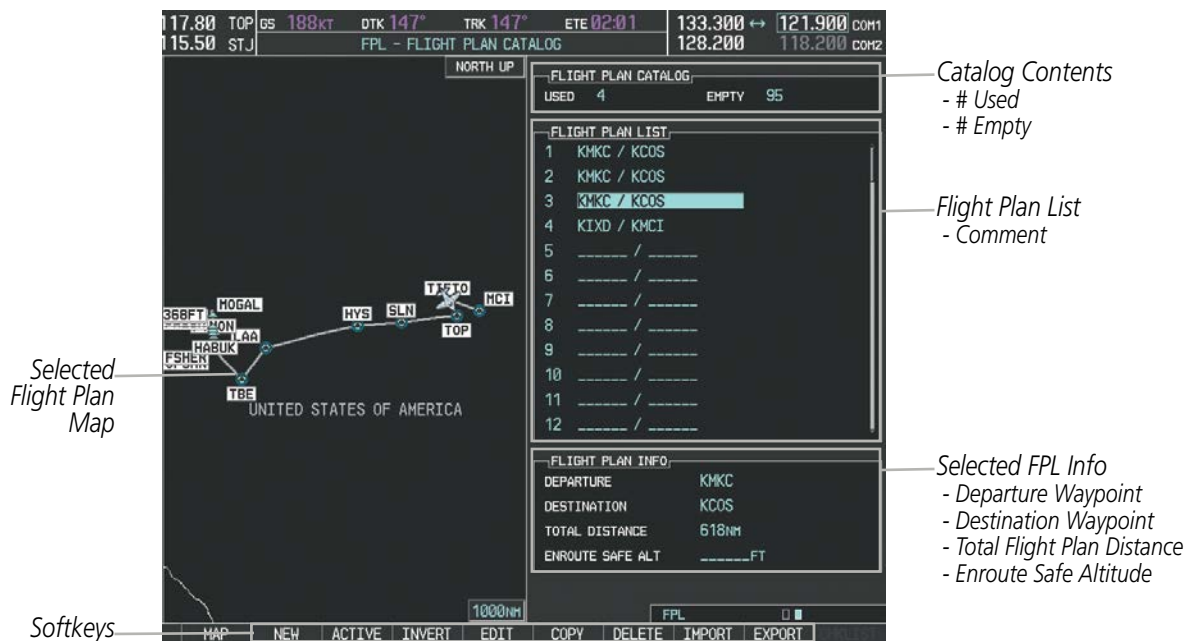 117.80 TOP GS 188KT DTK 147° TRK 147° ETE 02:01 133.300 ↔ 121.900 COM1
115.50 STJ FPL – FLIGHT PLAN CATALOG 128.200 118.200 COM2
NORTH UP
FLIGHT PLAN CATALOG
USED 4 EMPTY 95
Catalog Contents
- # Used
- # Empty
FLIGHT PLAN LIST
1 KMKC / KCOS
2 KMKC / KCOS
3 KMKC / KCOS
4 KIXD / KMCI
5 ______ / ______
6 ______ / ______
7 ______ / ______
8 ______ / ______
9 ______ / ______
10 ______ / ______
11 ______ / ______
12 ______ / ______
Flight Plan List
- Comment
TIFTO
MCI
MOGAL
368FT
HYS
SLN
TOP
LAA
HABUK
FSHER
TBE
UNITED STATES OF AMERICA
Selected
Flight Plan
Map
FLIGHT PLAN INFO
DEPARTURE KMKC
DESTINATION KCOS
TOTAL DISTANCE 618NM
ENROUTE SAFE ALT ______FT
Selected FPL Info
- Departure Waypoint
- Destination Waypoint
- Total Flight Plan Distance
- Enroute Safe Altitude
1000NM
FPL
Softkeys
MAP NEW ACTIVE INVERT EDIT COPY DELETE IMPORT EXPORT